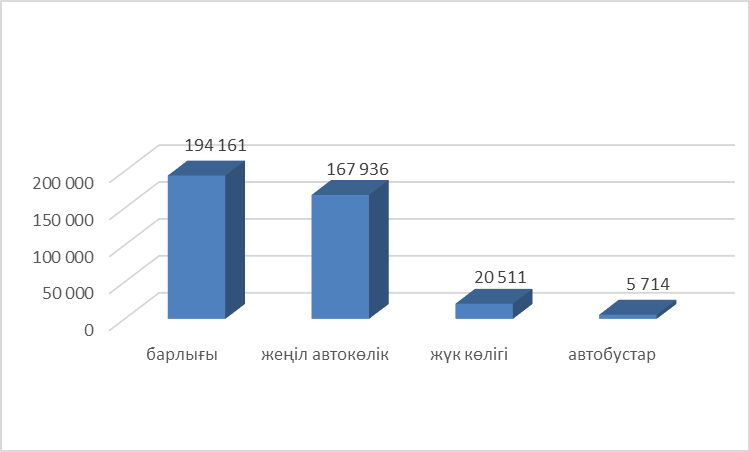 194 161
167 936
20 511
5 714
200 000
150 000
100 000
50 000
0
барлығы
жеңіл автокөлік
жүк көлігі
автобустар